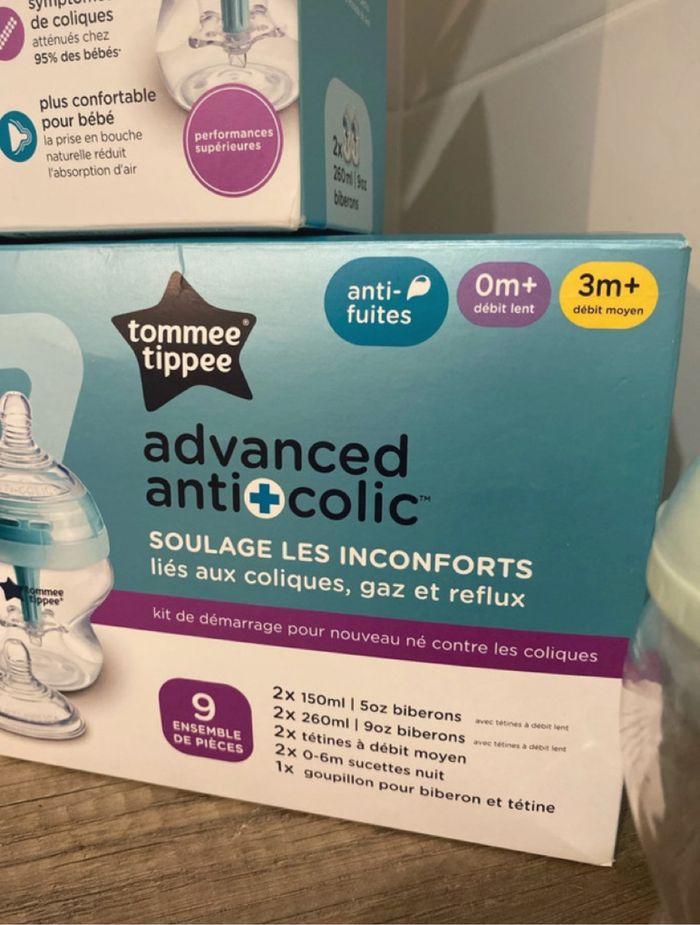 de coliques
atténués chez
95% des bébés*
plus confortable
pour bébé
la prise en bouche
naturelle réduit
l'absorption d'air
performances
supérieures
2x
260ml | 9oz
biberons
anti-
fuites
0m+
débit lent
3m+
débit moyen
tommee®
tippee
advanced
anti+colic™
SOULAGE LES INCONFORTS
liés aux coliques, gaz et reflux
tommee
tippee®
kit de démarrage pour nouveau né contre les coliques
9
ENSEMBLE
DE PIÈCES
2x 150ml | 5oz biberons avec tétines à débit lent
2x 260ml | 9oz biberons avec tétines à débit lent
2x tétines à débit moyen
2x 0-6m sucettes nuit
1x goupillon pour biberon et tétine